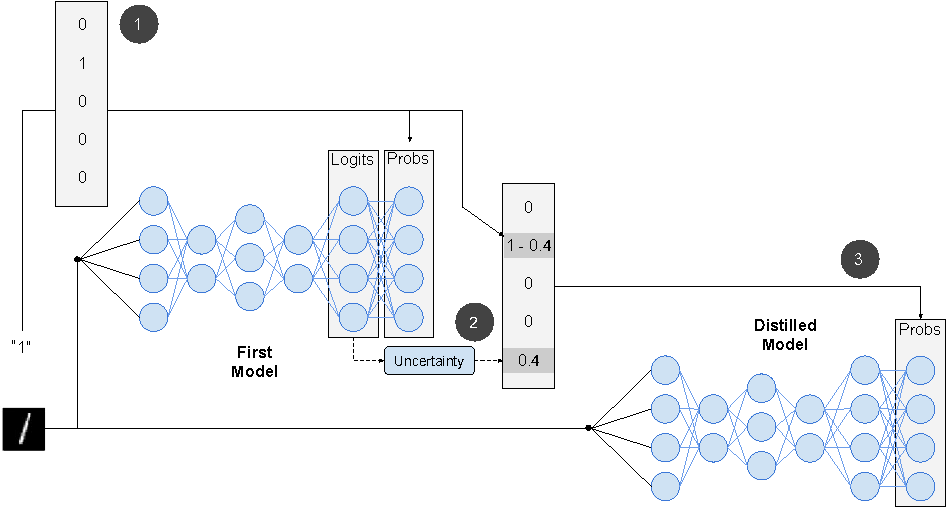 0
1
0
0
0
1
Logits
Probs
0
1 - 0.4
0
0
0.4
2
Uncertainty
First
Model
"1"
3
Distilled
Model
Probs